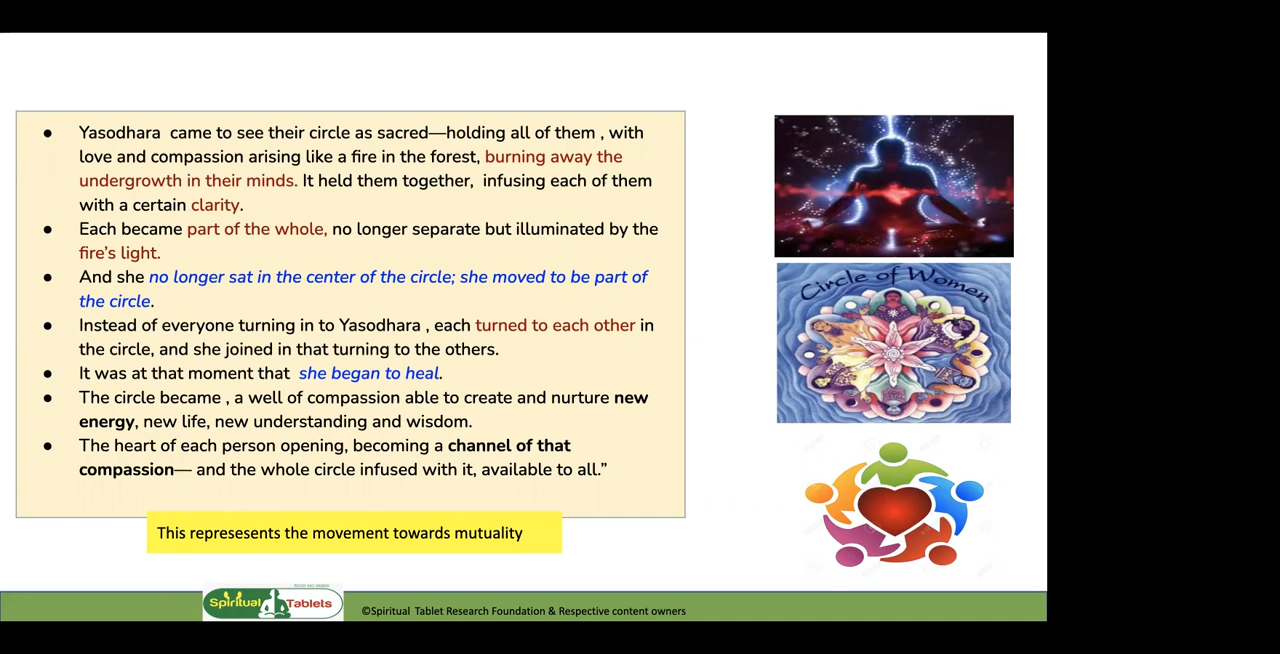 ● Yasodhara  came to see their circle as sacred—holding all of them , with
love and compassion arising like a fire in the forest, burning away the
undergrowth in their minds. It held them together,  infusing each of them
with a certain clarity.
● Each became part of the whole, no longer separate but illuminated by the
fire's light.
● And she no longer sat in the center of the circle; she moved to be part of
the circle.
● Instead of everyone turning in to Yasodhara , each turned to each other in
the circle, and she joined in that turning to the others.
● It was at that moment that  she began to heal.
● The circle became , a well of compassion able to create and nurture new
energy, new life, new understanding and wisdom.
● The heart of each person opening, becoming a channel of that
compassion— and the whole circle infused with it, available to all.”
This represesents the movement towards mutuality
Circle of Women
Spiritual Tablets
©Spiritual Tablet Research Foundation & Respective content owners